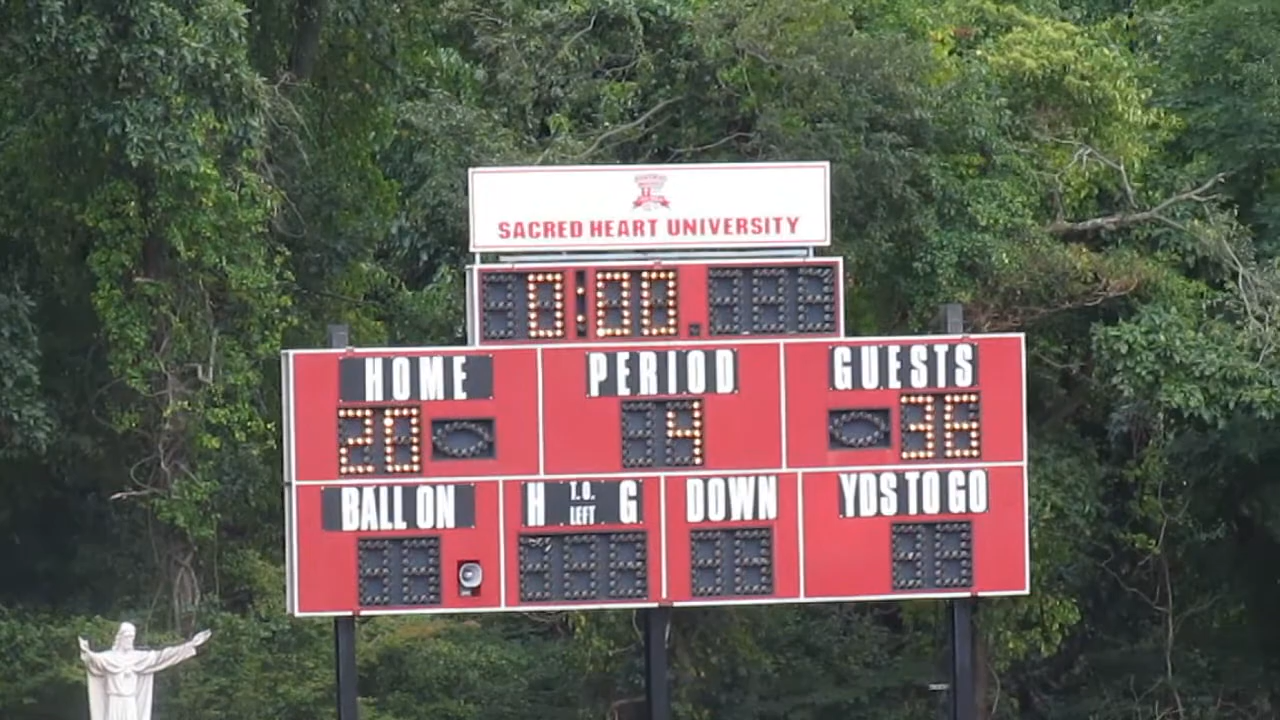 SACRED HEART UNIVERSITY
0:00
HOME PERIOD GUESTS
20 4 36
BALL ON H T.O. LEFT G DOWN YDS TO GO